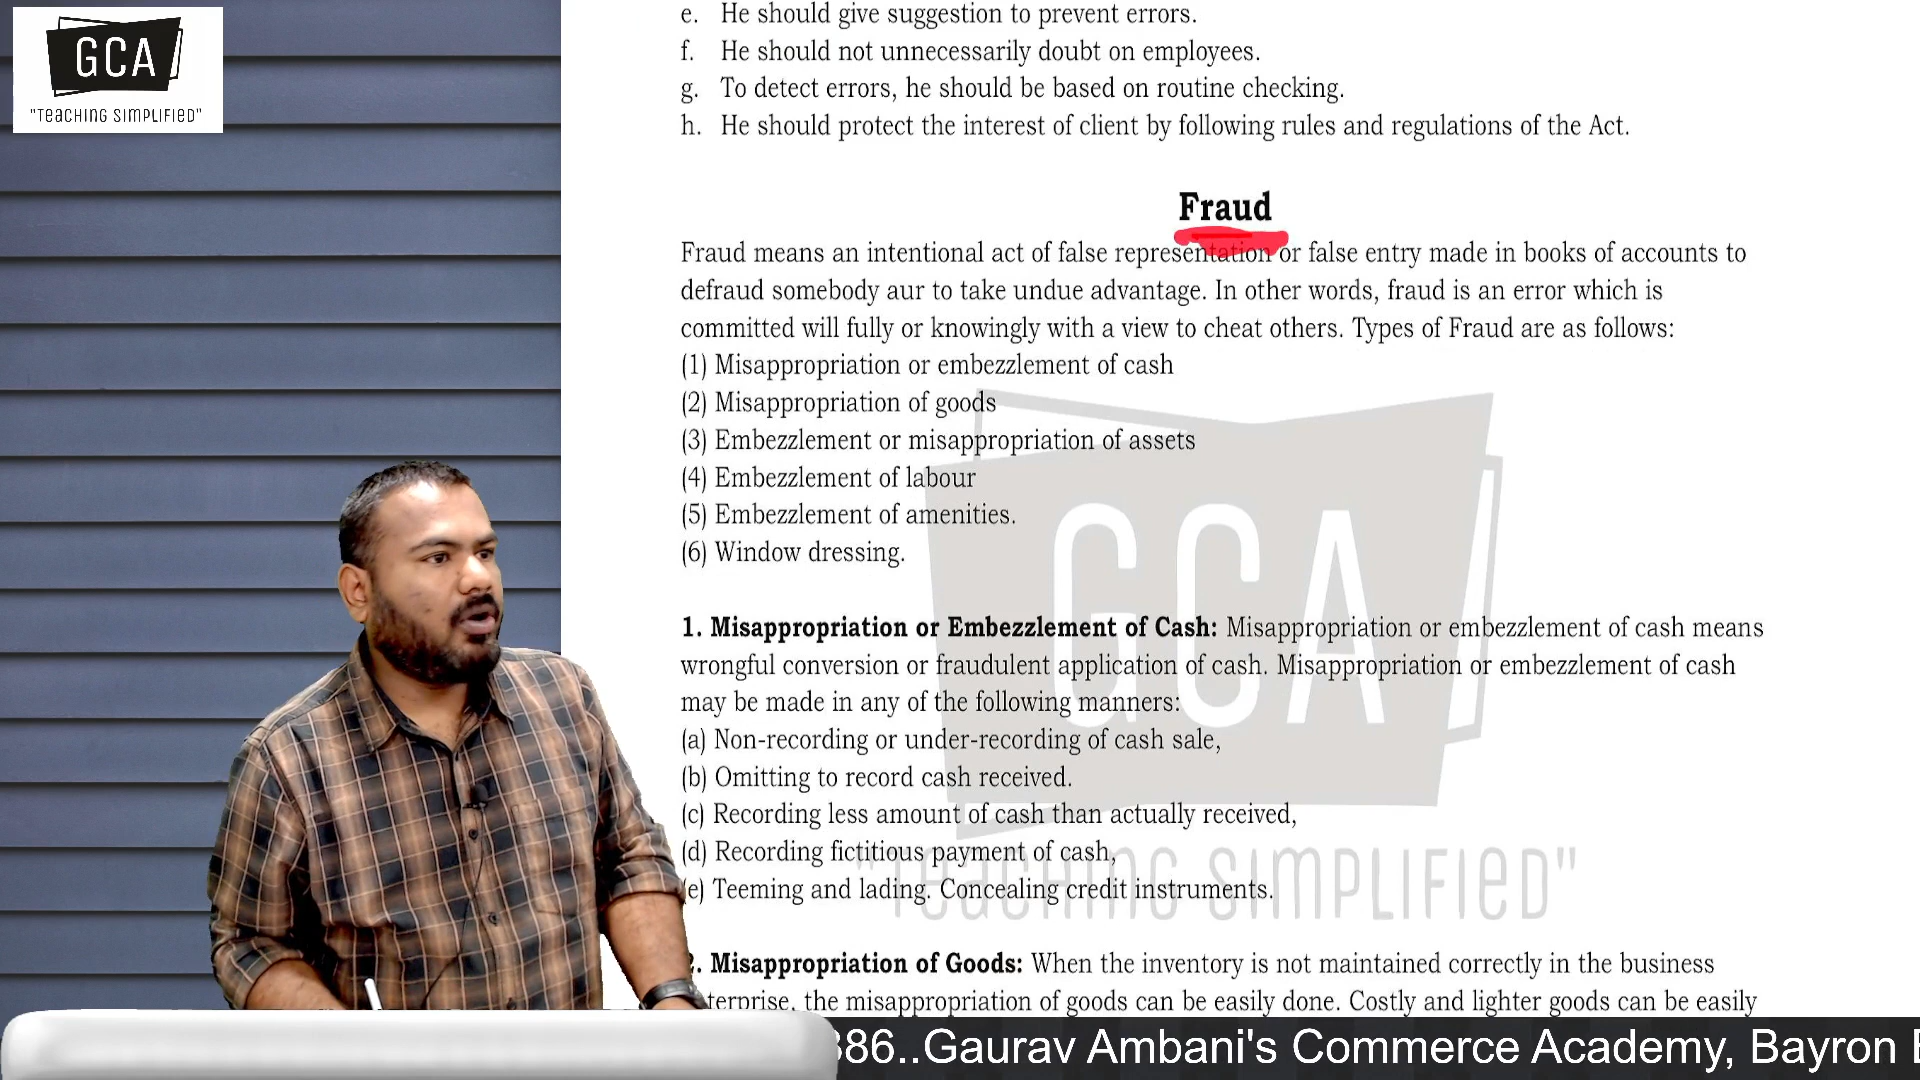 GCA
"Teaching Simplified"
e. He should give suggestion to prevent errors.
f. He should not unnecessarily doubt on employees.
g. To detect errors, he should be based on routine checking.
h. He should protect the interest of client by following rules and regulations of the Act.
Fraud
Fraud means an intentional act of false representation or false entry made in books of accounts to
defraud somebody aur to take undue advantage. In other words, fraud is an error which is
committed will fully or knowingly with a view to cheat others. Types of Fraud are as follows:
(1) Misappropriation or embezzlement of cash
(2) Misappropriation of goods
(3) Embezzlement or misappropriation of assets
(4) Embezzlement of labour
(5) Embezzlement of amenities.
(6) Window dressing.
1. Misappropriation or Embezzlement of Cash: Misappropriation or embezzlement of cash means
wrongful conversion or fraudulent application of cash. Misappropriation or embezzlement of cash
may be made in any of the following manners:
(a) Non-recording or under-recording of cash sale,
(b) Omitting to record cash received.
(c) Recording less amount of cash than actually received,
(d) Recording fictitious payment of cash,
(e) Teeming and lading. Concealing credit instruments.
GCA
"Teaching Simplified"
. Misappropriation of Goods: When the inventory is not maintained correctly in the business
terprise, the misappropriation of goods can be easily done. Costly and lighter goods can be easily
86..Gaurav Ambani's Commerce Academy, Bayron